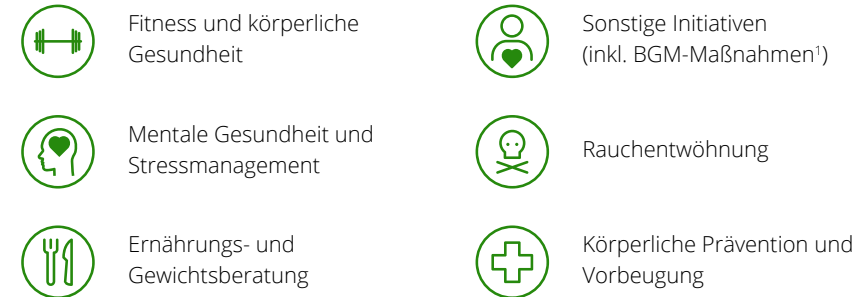 Fitness und körperliche
Gesundheit
Sonstige Initiativen
(inkl. BGM-Maßnahmen¹)
Mentale Gesundheit und
Stressmanagement
Rauchentwöhnung
Ernährungs- und
Gewichtsberatung
Körperliche Prävention und
Vorbeugung